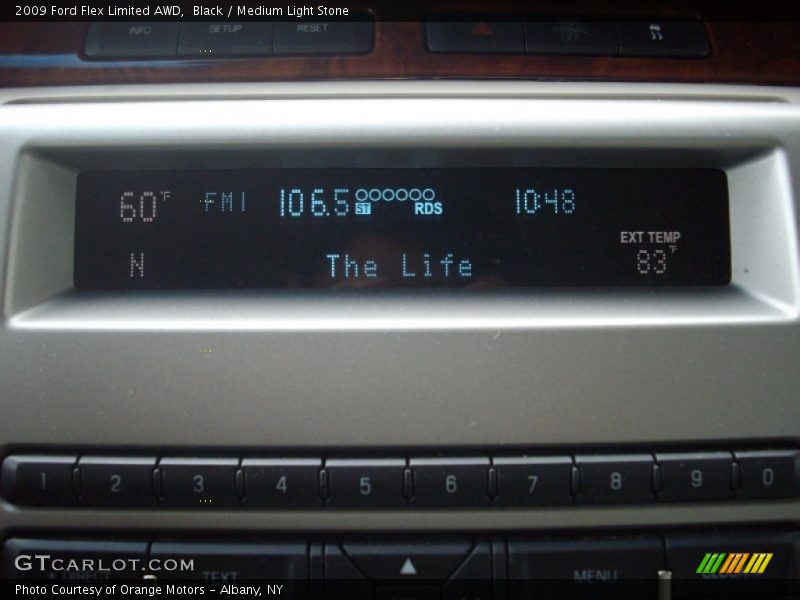 2009 Ford Flex Limited AWD,  Black / Medium Light Stone
INFO SETUP RESET
60°F FM1 106.5 ST RDS 10:48
EXT TEMP
N The Life 83°F
1 2 3 4 5 6 7 8 9 0
TEXT MENU
GTCARLOT.COM
Photo Courtesy of Orange Motors - Albany, NY